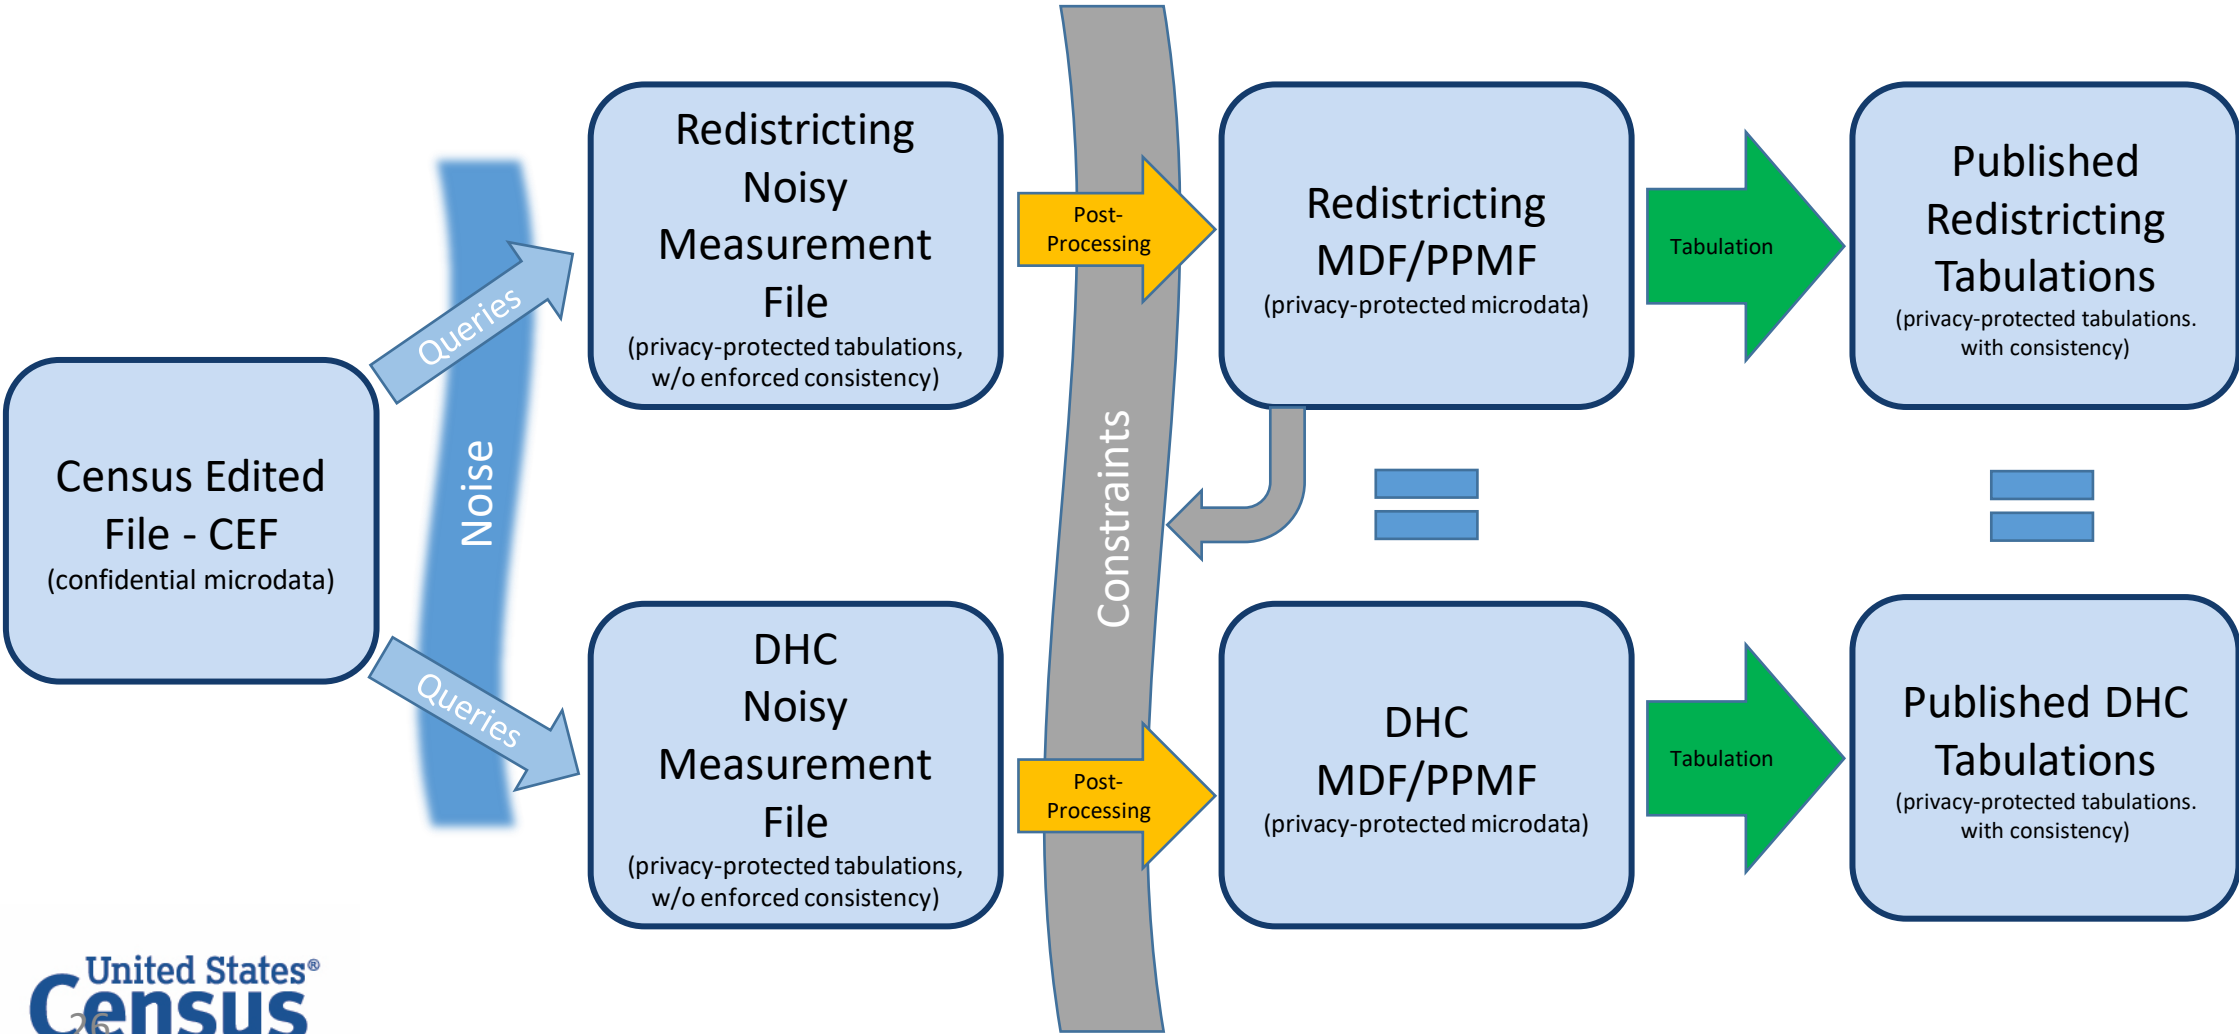 Census Edited
File - CEF
(confidential microdata)
Noise
Queries
Queries
Redistricting
Noisy
Measurement
File
(privacy-protected tabulations,
w/o enforced consistency)
DHC
Noisy
Measurement
File
(privacy-protected tabulations,
w/o enforced consistency)
Constraints
Post-
Processing
Post-
Processing
Redistricting
MDF/PPMF
(privacy-protected microdata)
DHC
MDF/PPMF
(privacy-protected microdata)
Tabulation
Tabulation
Published
Redistricting
Tabulations
(privacy-protected tabulations.
with consistency)
Published DHC
Tabulations
(privacy-protected tabulations.
with consistency)
United States®
Census
26